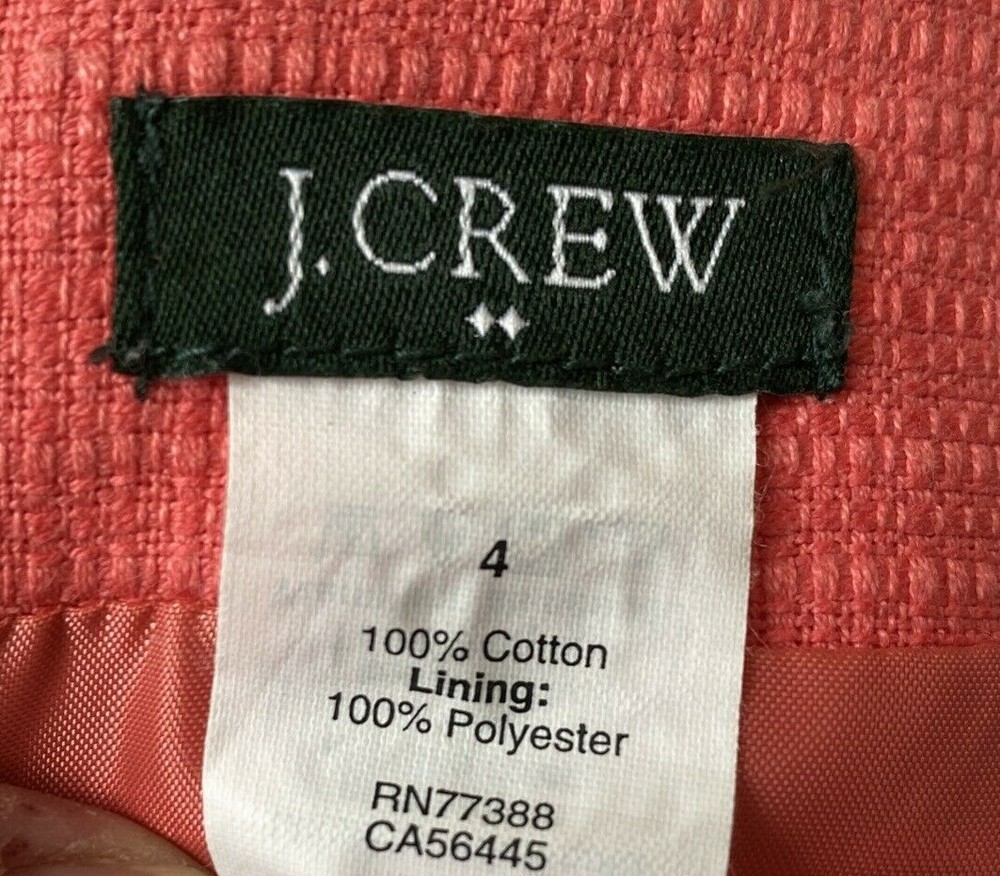 J.CREW
4
100% Cotton
Lining:
100% Polyester
RN77388
CA56445